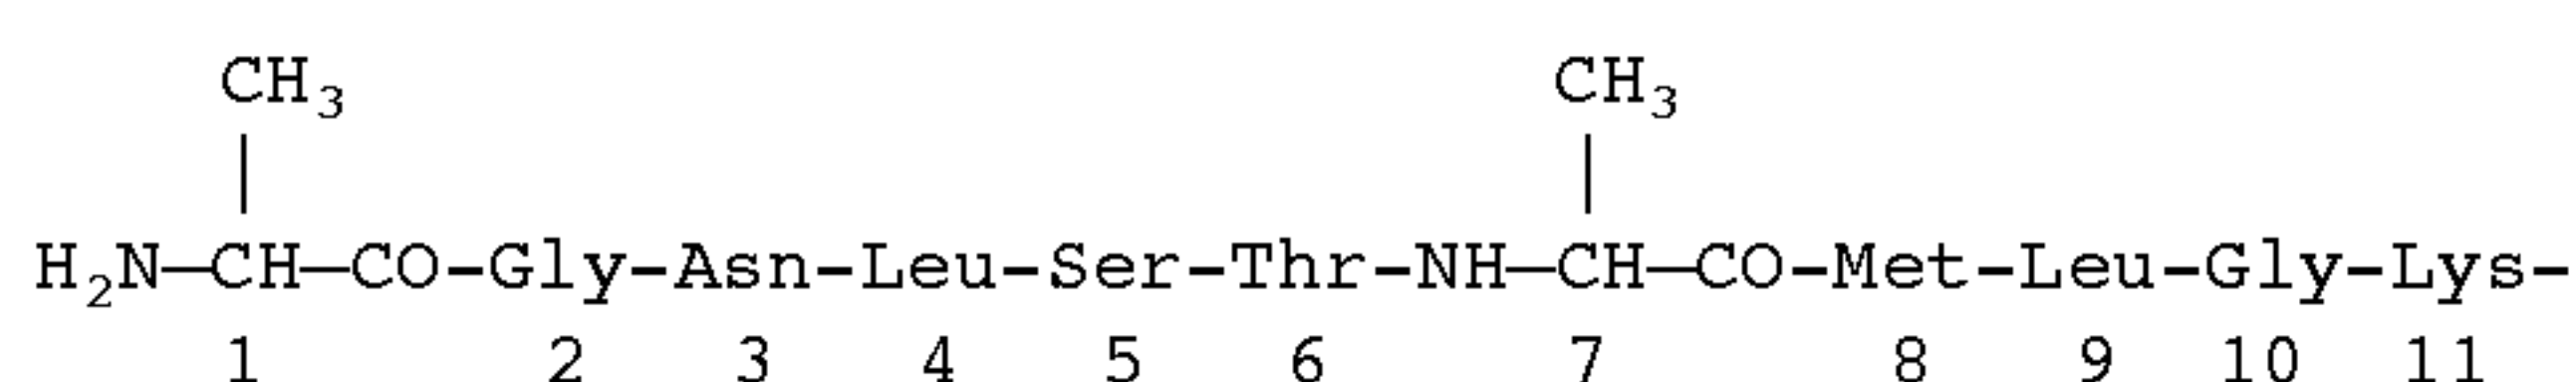 CH₃ CH₃
H₂N—CH—CO-Gly-Asn-Leu-Ser-Thr-NH—CH—CO-Met-Leu-Gly-Lys-
1 2 3 4 5 6 7 8 9 10 11